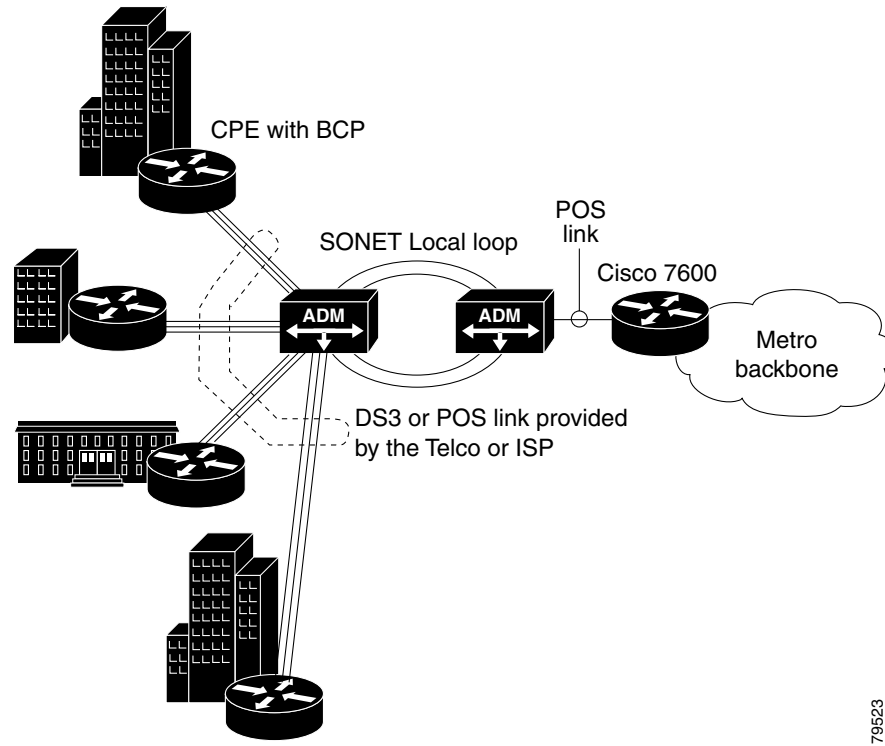 CPE with BCP
SONET Local loop
POS
link
Cisco 7600
ADM
ADM
Metro
backbone
DS3 or POS link provided
by the Telco or ISP
79523